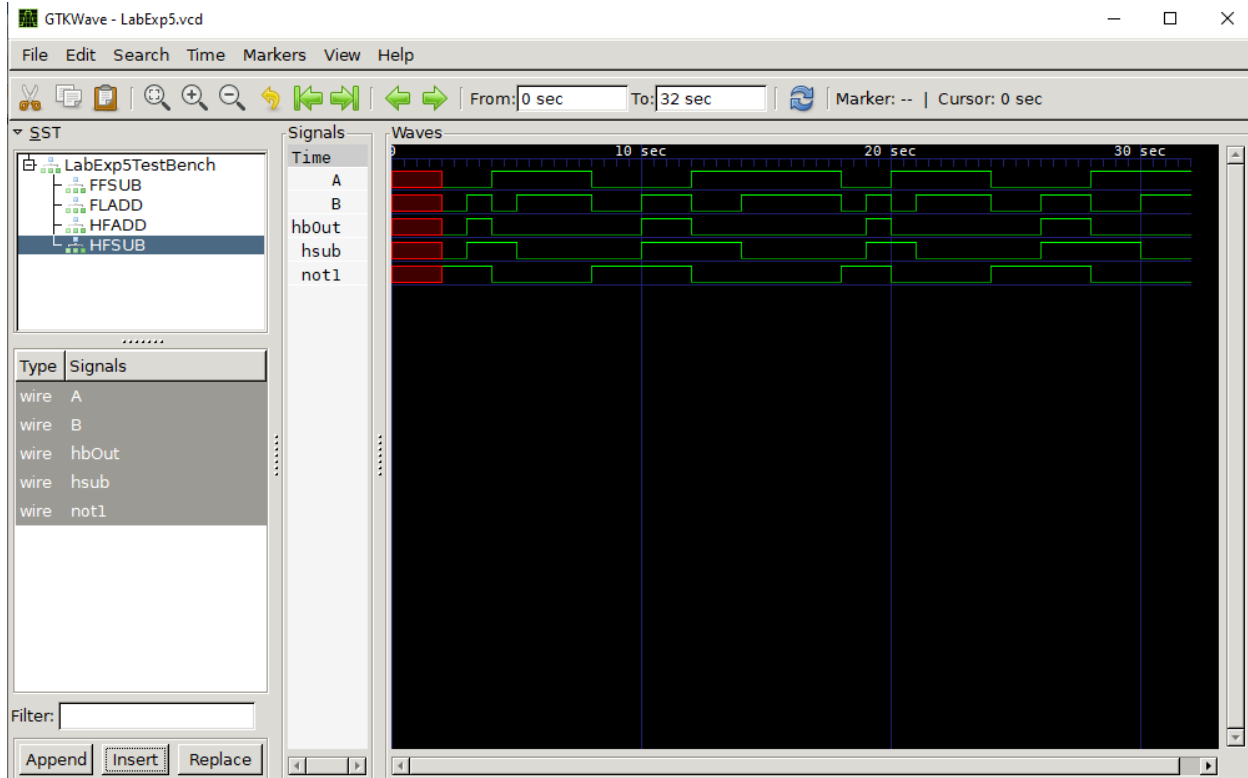 GTKWave - LabExp5.vcd
File Edit Search Time Markers View Help
From: 0 sec To: 32 sec Marker: -- | Cursor: 0 sec
SST
LabExp5TestBench
FFSUB
FLADD
HFADD
HFSUB
Type Signals
wire A
wire B
wire hbOut
wire hsub
wire not1
Filter:
Append Insert Replace
Signals
Time
A
B
hbOut
hsub
not1
Waves
0 10 sec 20 sec 30 sec